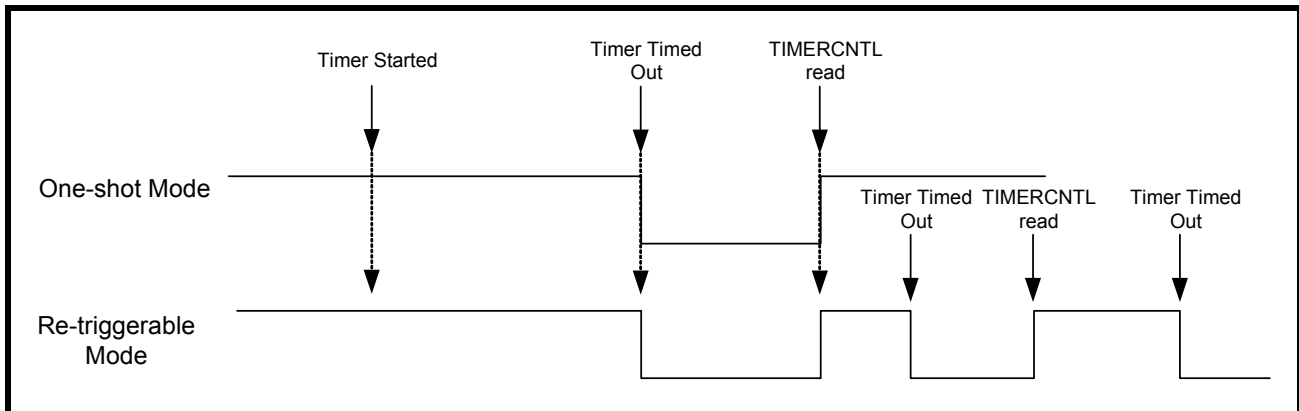 Timer Started
Timer Timed
Out
TIMERCNTL
read
One-shot Mode
Timer Timed
Out
TIMERCNTL
read
Timer Timed
Out
Re-triggerable
Mode